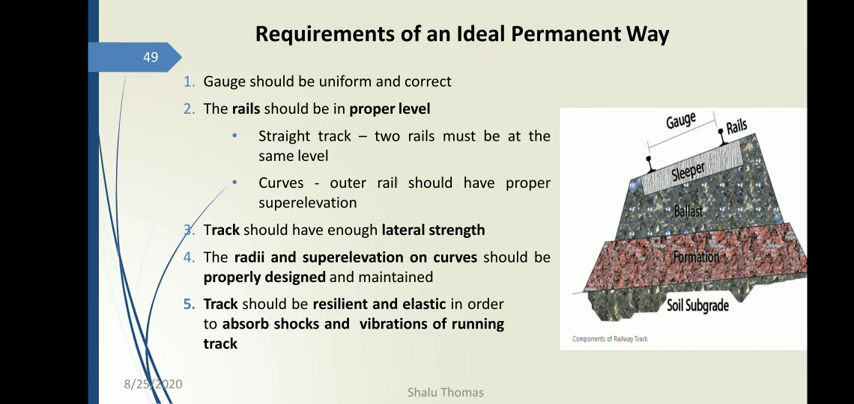 Requirements of an Ideal Permanent Way
49
1. Gauge should be uniform and correct
2. The rails should be in proper level
• Straight track – two rails must be at the
same level
• Curves - outer rail should have proper
superelevation
3. Track should have enough lateral strength
4. The radii and superelevation on curves should be
properly designed and maintained
5. Track should be resilient and elastic in order
to absorb shocks and vibrations of running
track
Gauge
Rails
Sleeper
Ballast
Formation
Soil Subgrade
Components of Railway Track
8/25/2020
Shalu Thomas